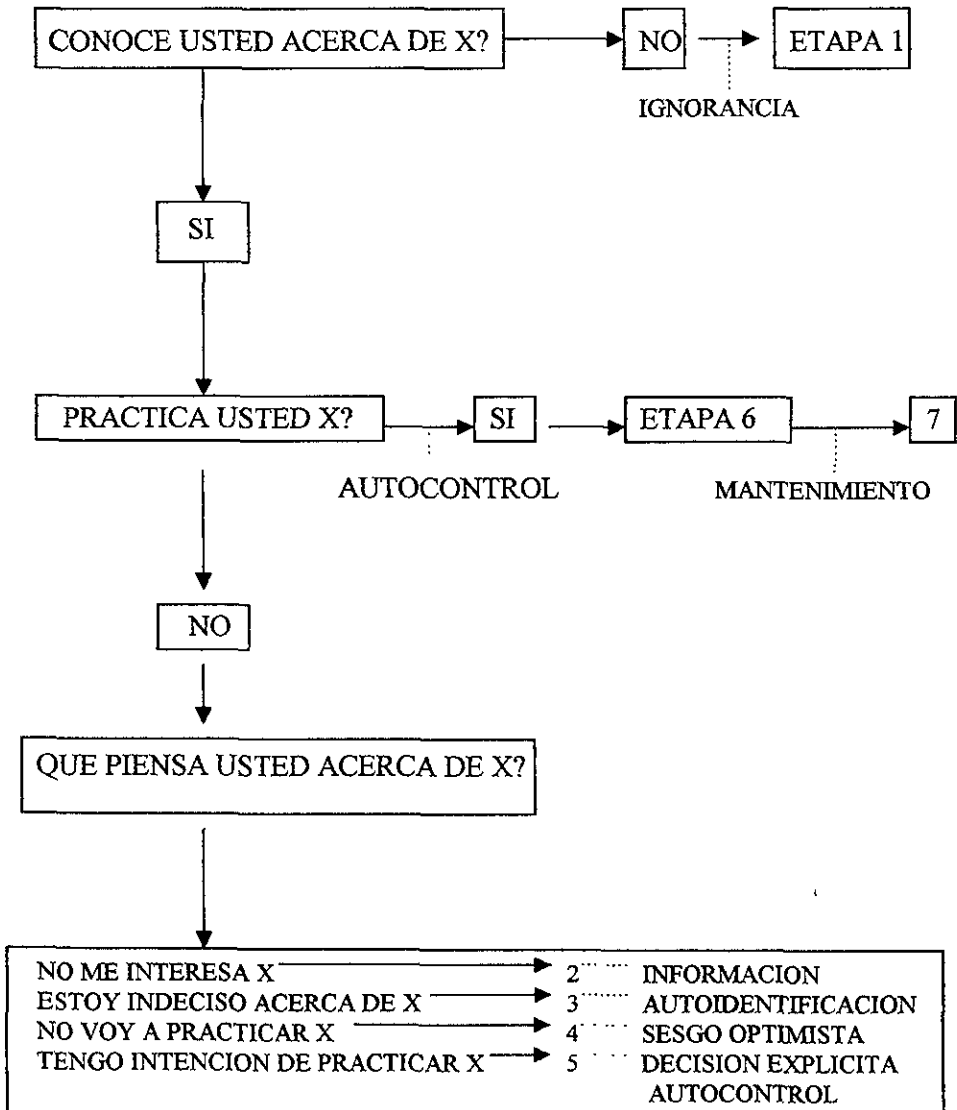 CONOCE USTED ACERCA DE X?
NO
ETAPA 1
IGNORANCIA
SI
PRACTICA USTED X?
SI
ETAPA 6
7
AUTOCONTROL
MANTENIMIENTO
NO
QUE PIENSA USTED ACERCA DE X?
NO ME INTERESA X 2 INFORMACION
ESTOY INDECISO ACERCA DE X 3 AUTOIDENTIFICACION
NO VOY A PRACTICAR X 4 SESGO OPTIMISTA
TENGO INTENCION DE PRACTICAR X 5 DECISION EXPLICITA
AUTOCONTROL